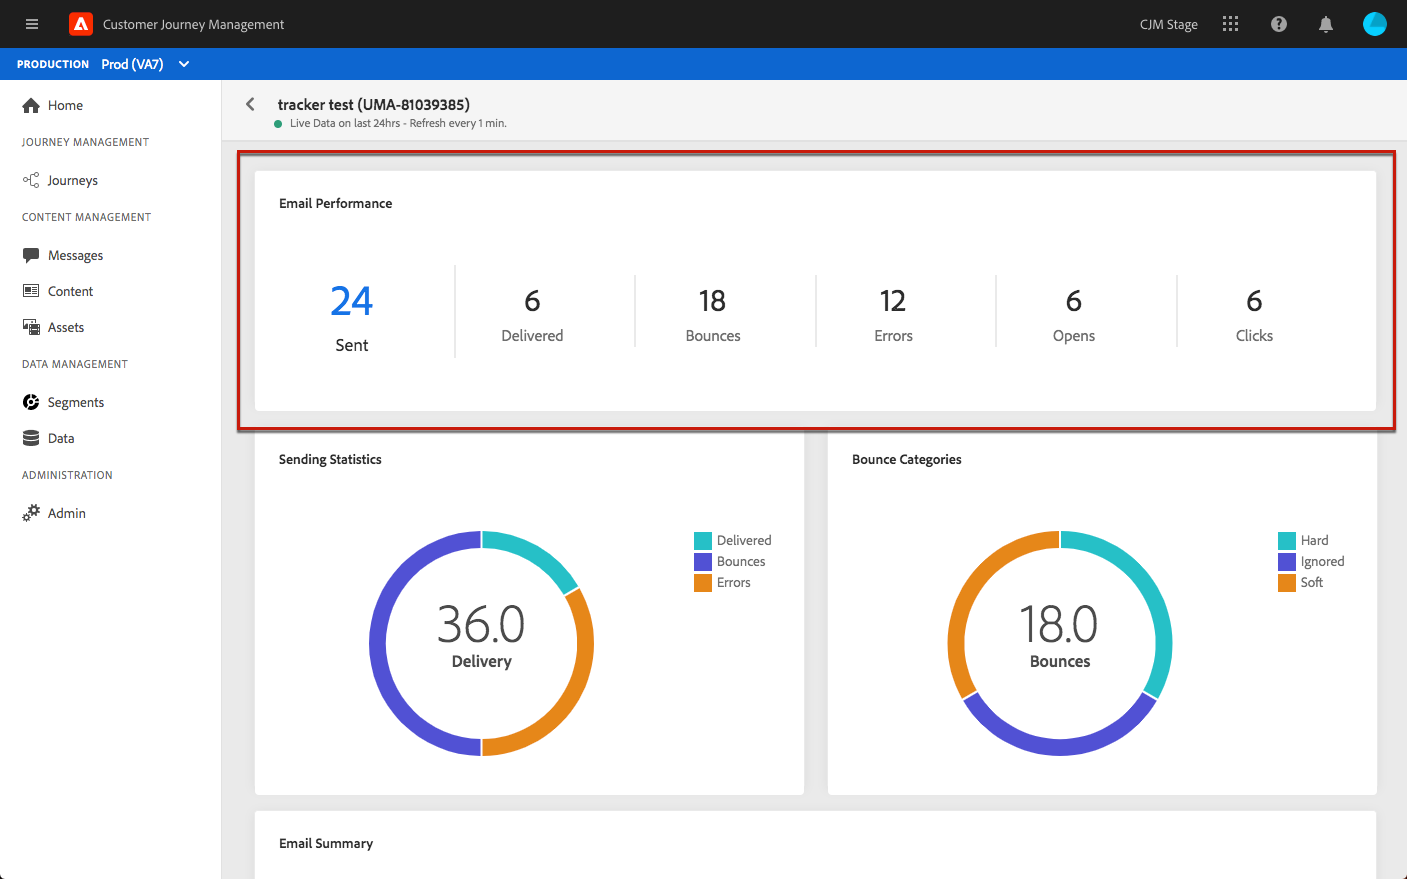 Customer Journey Management
CJM Stage
PRODUCTION Prod (VA7)
Home
JOURNEY MANAGEMENT
Journeys
CONTENT MANAGEMENT
Messages
Content
Assets
DATA MANAGEMENT
Segments
Data
ADMINISTRATION
Admin
tracker test (UMA-81039385)
Live Data on last 24hrs - Refresh every 1 min.
Email Performance
24
Sent
6
Delivered
18
Bounces
12
Errors
6
Opens
6
Clicks
Sending Statistics
36.0
Delivery
Delivered
Bounces
Errors
Bounce Categories
18.0
Bounces
Hard
Ignored
Soft
Email Summary